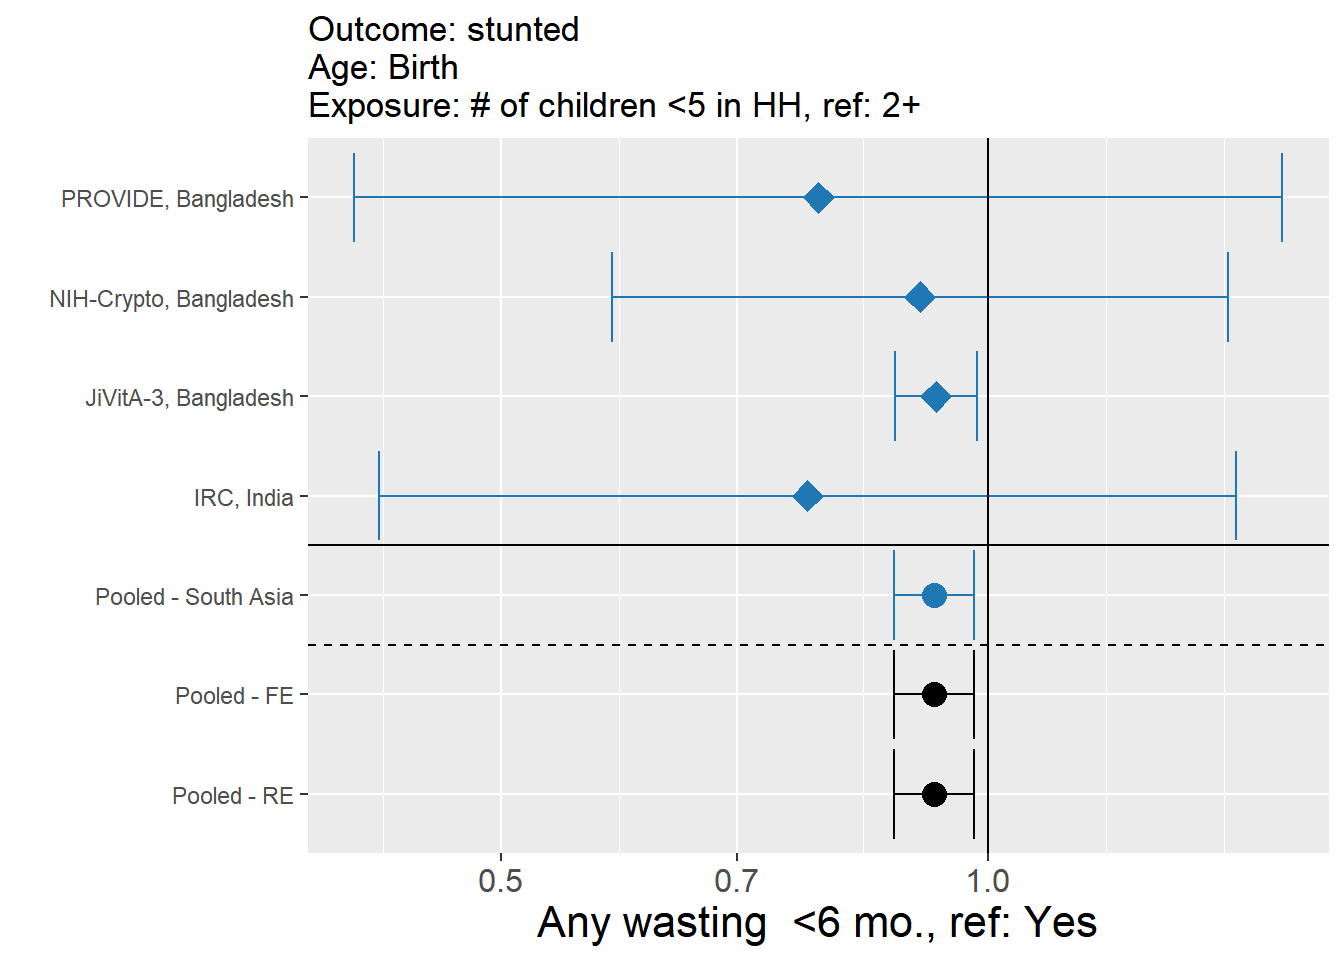 Outcome: stunted
Age: Birth
Exposure: # of children <5 in HH, ref: 2+
PROVIDE, Bangladesh
NIH-Crypto, Bangladesh
JiVitA-3, Bangladesh
IRC, India
Pooled - South Asia
Pooled - FE
Pooled - RE
0.5 0.7 1.0
Any wasting  <6 mo., ref: Yes